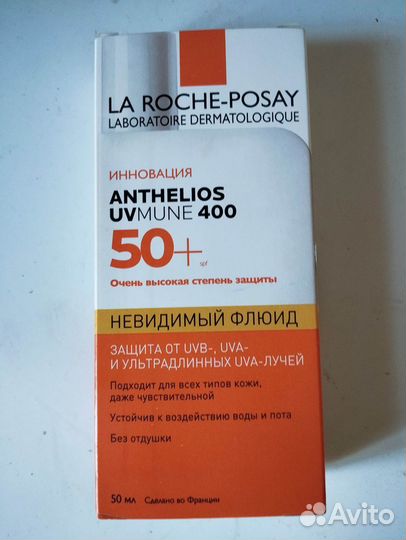 LA ROCHE-POSAY
LABORATOIRE DERMATOLOGIQUE
ИННОВАЦИЯ
ANTHELIOS
UVMUNE 400
50+
spf
Очень высокая степень защиты
НЕВИДИМЫЙ ФЛЮИД
ЗАЩИТА ОТ UVB-, UVA-
И УЛЬТРАДЛИННЫХ UVA-ЛУЧЕЙ
Подходит для всех типов кожи,
даже чувствительной
Устойчив к воздействию воды и пота
Без отдушки
50 мл Сделано во Франции
Avito